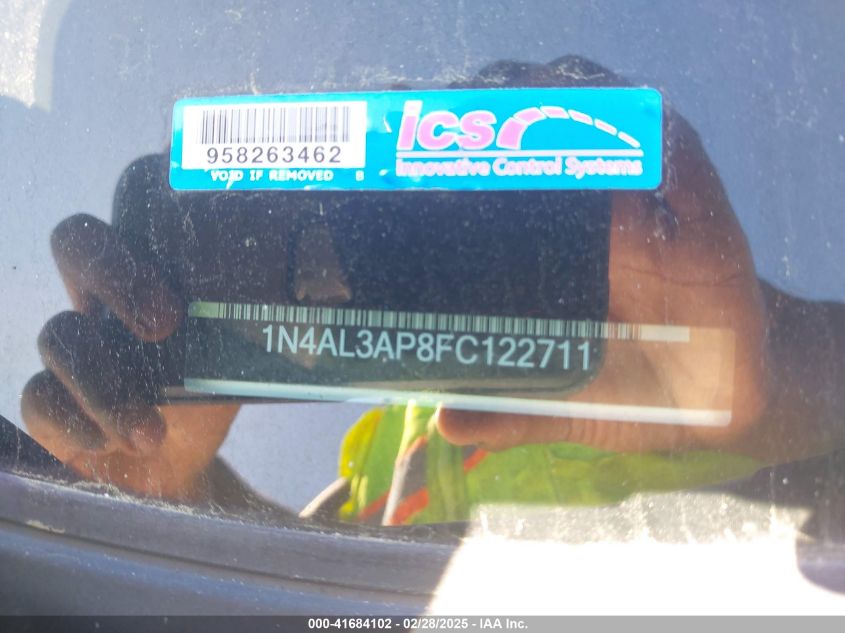 958263462
VOID IF REMOVED B
ics
Innovative Control Systems
1N4AL3AP8FC122711
000-41684102 - 02/28/2025 - IAA Inc.